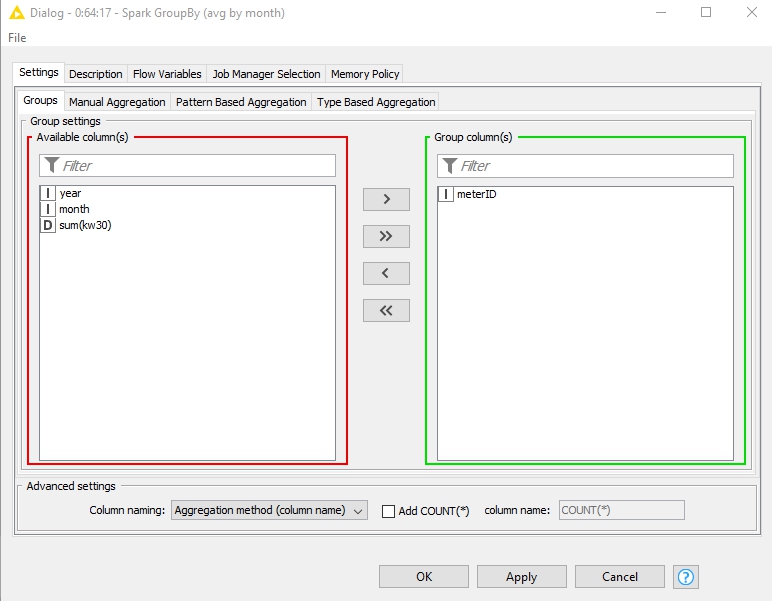 Dialog - 0:64:17 - Spark GroupBy (avg by month)
File
Settings Description Flow Variables Job Manager Selection Memory Policy
Groups Manual Aggregation Pattern Based Aggregation Type Based Aggregation
Group settings
Available column(s) Group column(s)
Filter Filter
I year I meterID
I month
D sum(kw30)
>
>>
<
<<
Advanced settings
Column naming: Aggregation method (column name) Add COUNT(*) column name: COUNT(*)
OK Apply Cancel ?